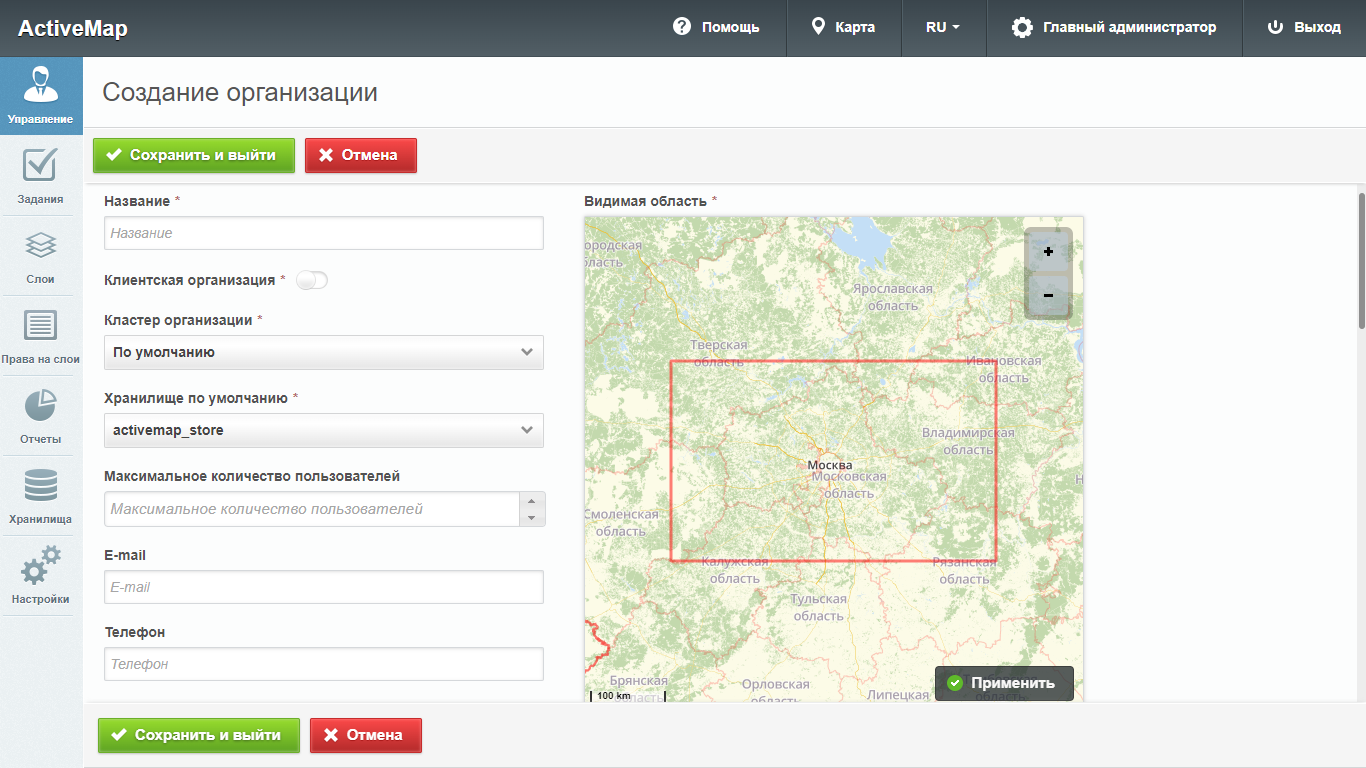 ActiveMap
Помощь
Карта
RU
Главный администратор
Выход
Управление
Задания
Слои
Права на слои
Отчеты
Хранилища
Настройки
Создание организации
Сохранить и выйти
Отмена
Название *
Название
Клиентская организация *
Кластер организации *
По умолчанию
Хранилище по умолчанию *
activemap_store
Максимальное количество пользователей
Максимальное количество пользователей
E-mail
E-mail
Телефон
Телефон
Видимая область *
+
−
ородская
бласть
Ярославская
область
Тверская
область
Ивановская
область
Владимирская
область
Москва
Московская
область
Смоленская
область
Калужская
область
Рязанская
область
Тульская
область
Брянская
область
Орловская
область
Липецкая
100 km
Применить
Сохранить и выйти
Отмена